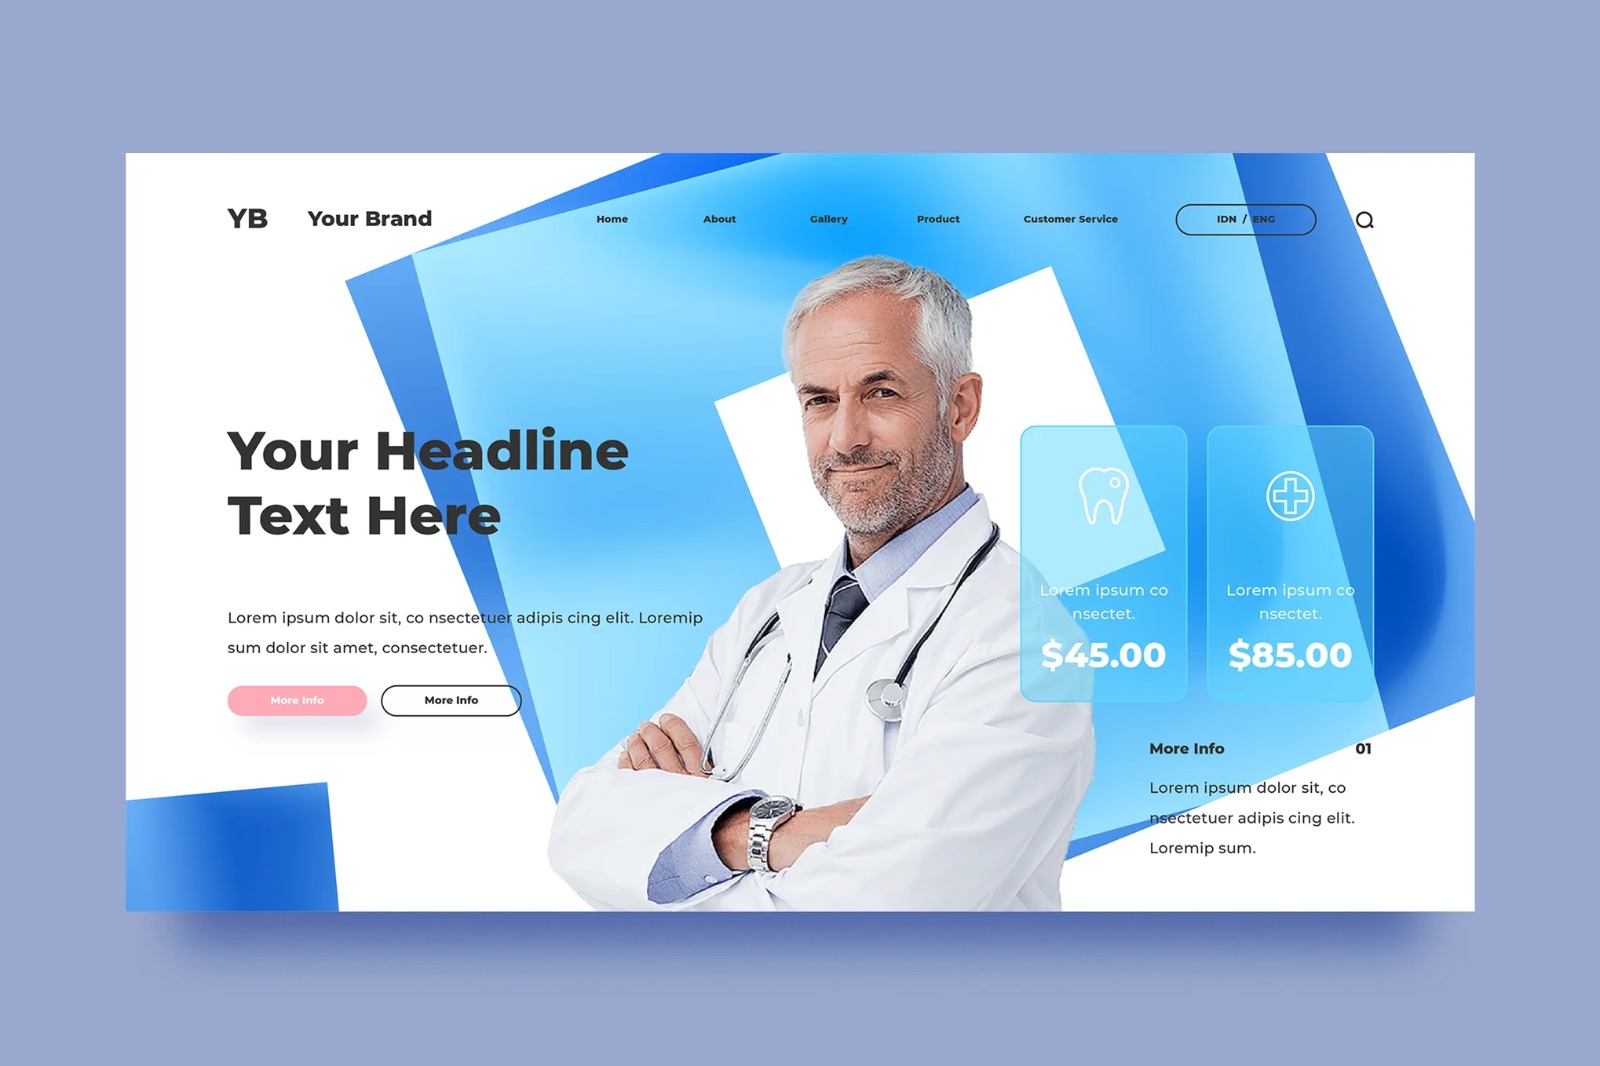 YB
Your Brand
Home
About
Gallery
Product
Customer Service
IDN / ENG
Your Headline
Text Here
Lorem ipsum dolor sit, co nsectetuer adipis cing elit. Loremip
sum dolor sit amet, consectetuer.
More Info
More Info
Lorem ipsum co
nsectet.
$45.00
Lorem ipsum co
nsectet.
$85.00
More Info
01
Lorem ipsum dolor sit, co
nsectetuer adipis cing elit.
Loremip sum.